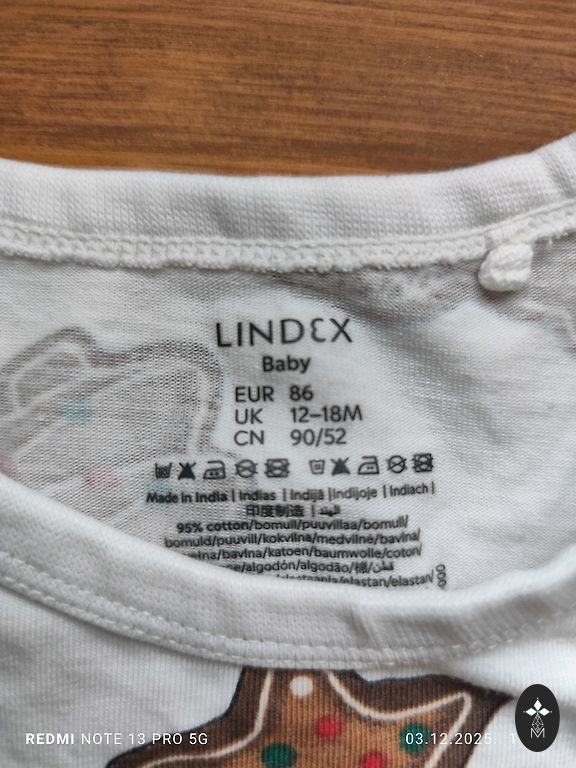 LINDEX
Baby
EUR 86
UK 12–18M
CN 90/52
Made in India | Indias | Indijā |Indijoje | Indiach |
印度制造 | الهند |
95% cotton/bomull/puuvillaa/bomull/
bomuld/puuvill/kokvilna/medvilnė/bavlna/
/bavlna/katoen/baumwolle/coton/
/algodón/algodão/棉/قطن
/elastan/elastan/
REDMI NOTE 13 PRO 5G
03.12.2025
M